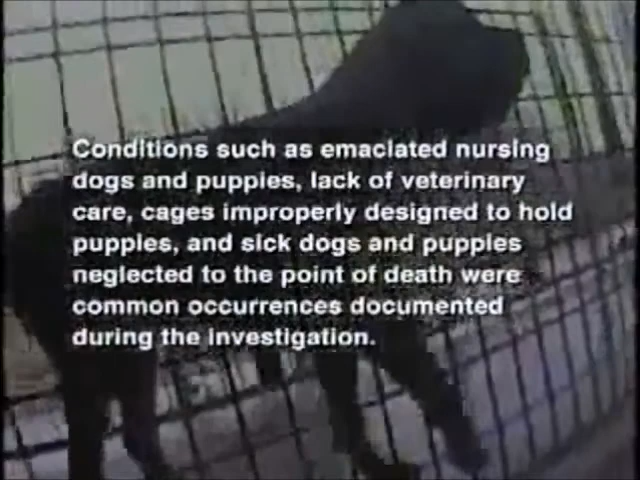 Conditions such as emaciated nursing
dogs and puppies, lack of veterinary
care, cages improperly designed to hold
puppies, and sick dogs and puppies
neglected to the point of death were
common occurrences documented
during the investigation.